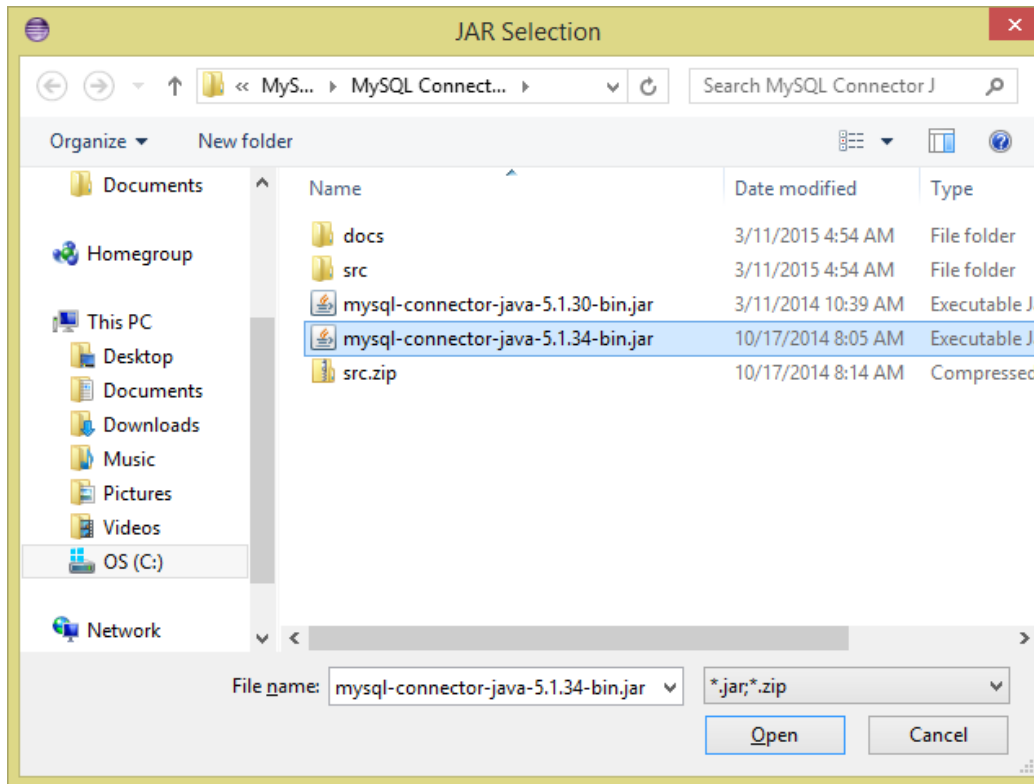 JAR Selection
« MyS... MySQL Connect...
Search MySQL Connector J
Organize
New folder
Documents
Homegroup
This PC
Desktop
Documents
Downloads
Music
Pictures
Videos
OS (C:)
Network
Name Date modified Type
docs 3/11/2015 4:54 AM File folder
src 3/11/2015 4:54 AM File folder
mysql-connector-java-5.1.30-bin.jar 3/11/2014 10:39 AM Executable J
mysql-connector-java-5.1.34-bin.jar 10/17/2014 8:05 AM Executable J
src.zip 10/17/2014 8:14 AM Compressed
File name: mysql-connector-java-5.1.34-bin.jar
*.jar;*.zip
Open
Cancel